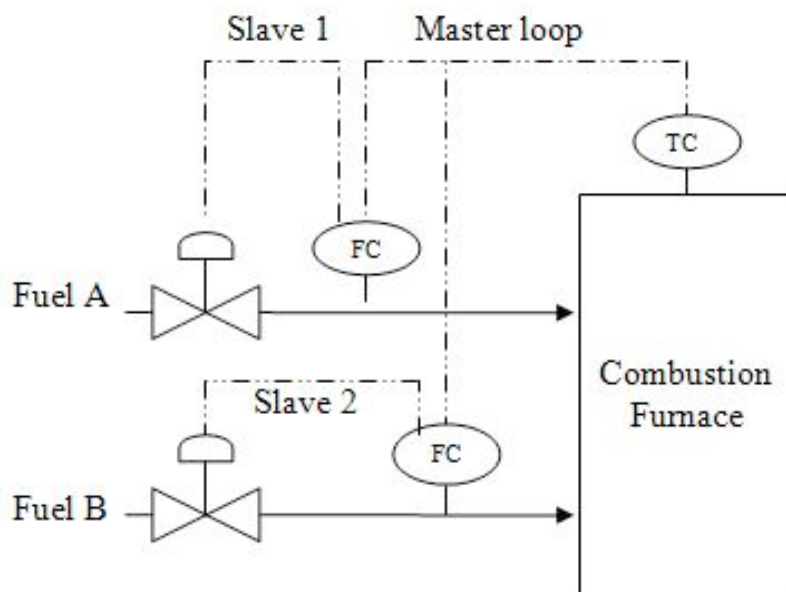 Slave 1
Master loop
TC
FC
Fuel A
Combustion
Furnace
Slave 2
FC
Fuel B